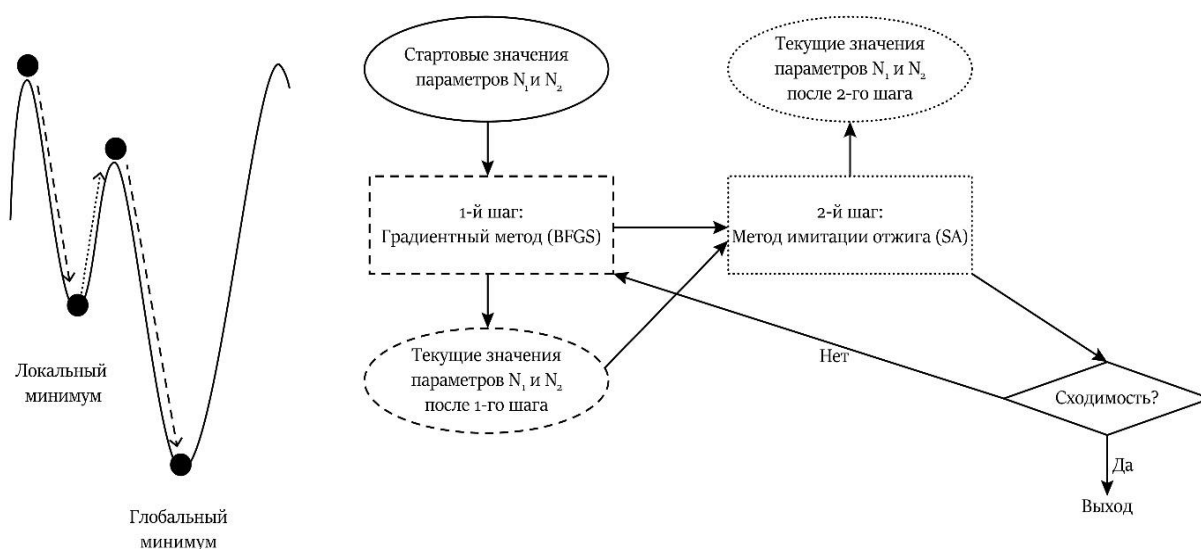 Локальный
минимум
Глобальный
минимум
Стартовые значения
параметров N₁ и N₂
1-й шаг:
Градиентный метод (BFGS)
Текущие значения
параметров N₁ и N₂
после 1-го шага
Текущие значения
параметров N₁ и N₂
после 2-го шага
2-й шаг:
Метод имитации отжига (SA)
Нет
Сходимость?
Да
Выход